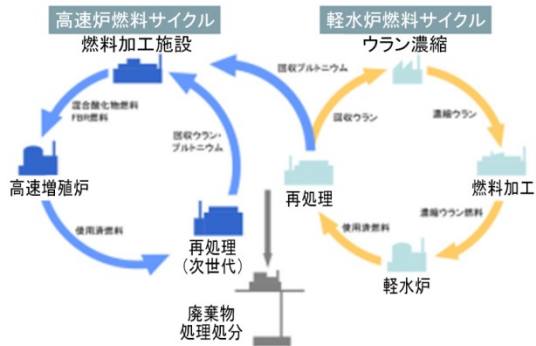 高速炉燃料サイクル
軽水炉燃料サイクル
燃料加工施設
ウラン濃縮
回収プルトニウム
混合酸化物燃料
FBR燃料
回収ウラン・
プルトニウム
回収ウラン
濃縮ウラン
高速増殖炉
再処理
燃料加工
使用済燃料
再処理
(次世代)
使用済燃料
濃縮ウラン燃料
軽水炉
廃棄物
処理処分